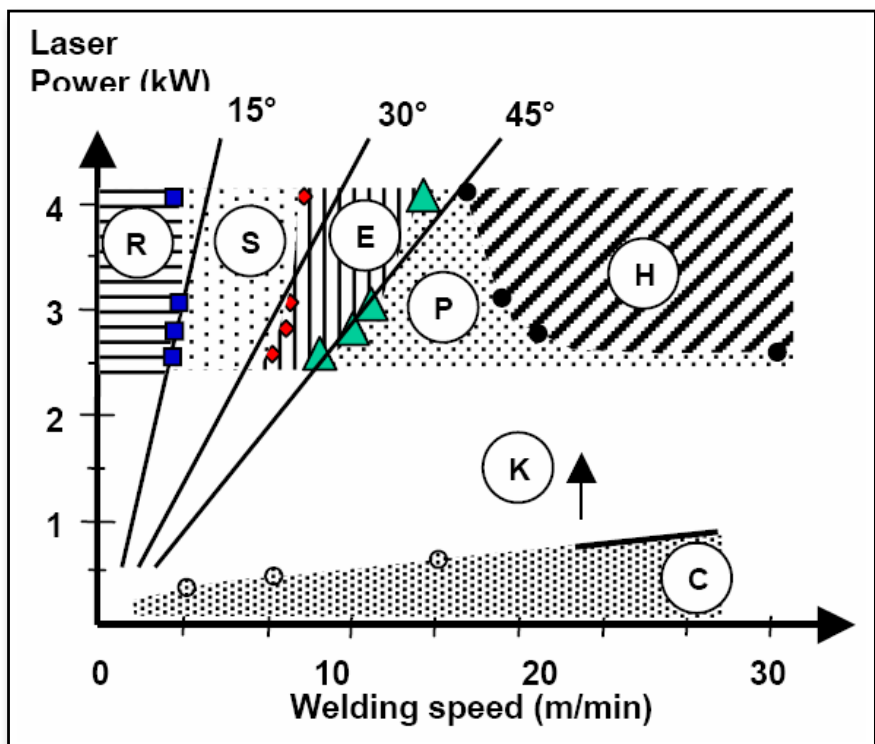 Laser
Power (kW)
15° 30° 45°
4
R S E H
3 P
2
K
1
C
0 10 20 30
Welding speed (m/min)